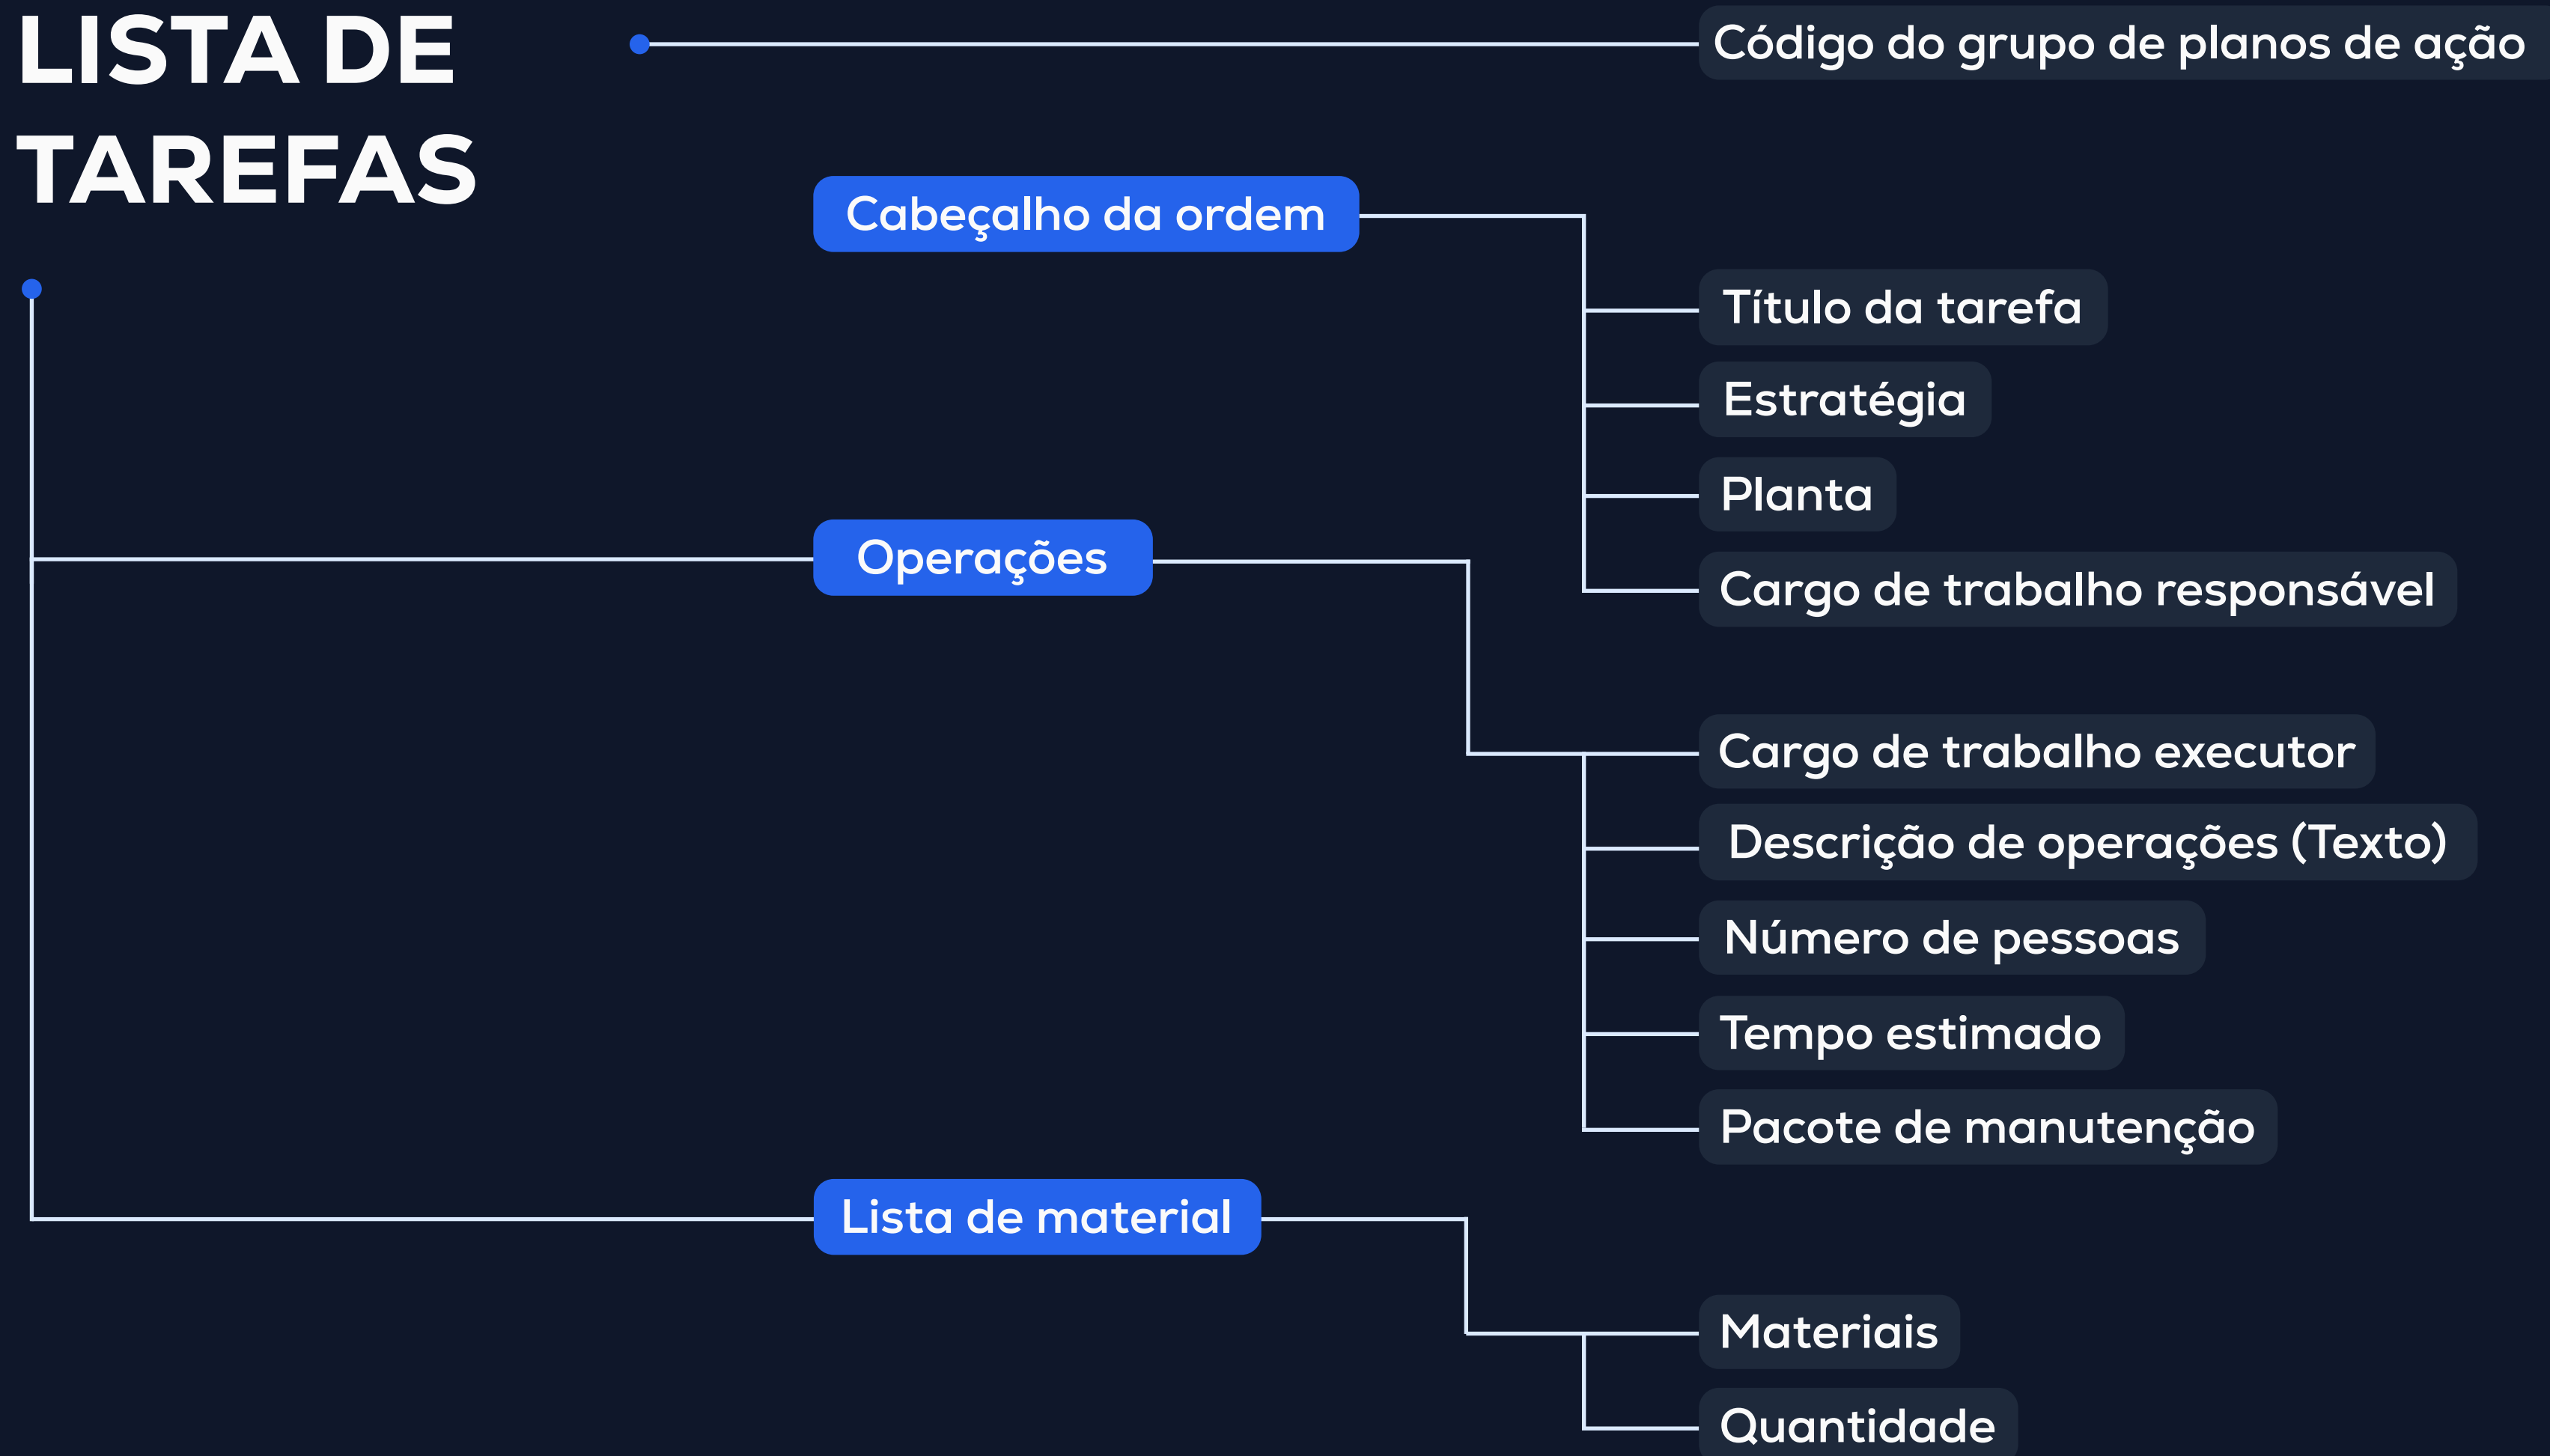 LISTA DE
TAREFAS
Código do grupo de planos de ação
Cabeçalho da ordem
Título da tarefa
Estratégia
Planta
Cargo de trabalho responsável
Operações
Cargo de trabalho executor
Descrição de operações (Texto)
Número de pessoas
Tempo estimado
Pacote de manutenção
Lista de material
Materiais
Quantidade